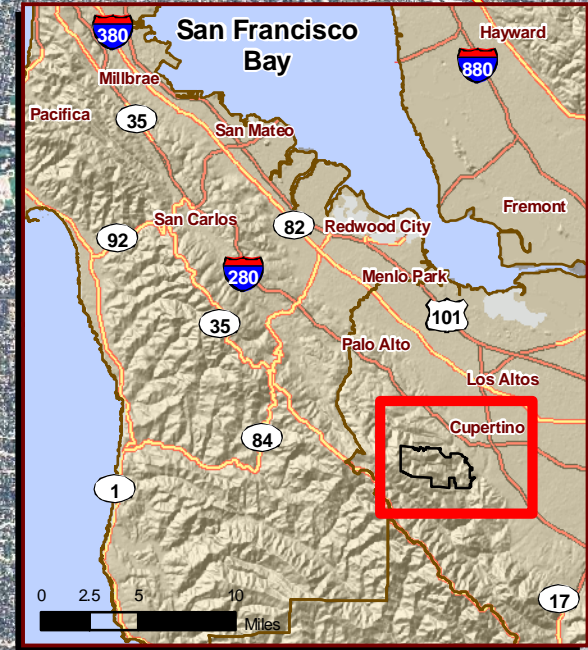 San Francisco
Bay
380
Hayward
880
Millbrae
Pacifica
35
San Mateo
Fremont
San Carlos
82
Redwood City
92
280
Menlo Park
101
35
Palo Alto
Los Altos
Cupertino
84
1
0 2.5 5 10
Miles
17